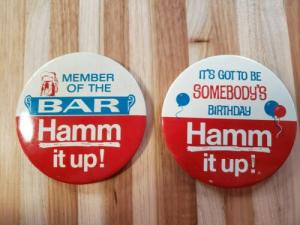 MEMBER
OF THE
BAR
Hamm
it up!
IT'S GOT TO BE
SOMEBODY'S
BIRTHDAY
Hamm
it up!